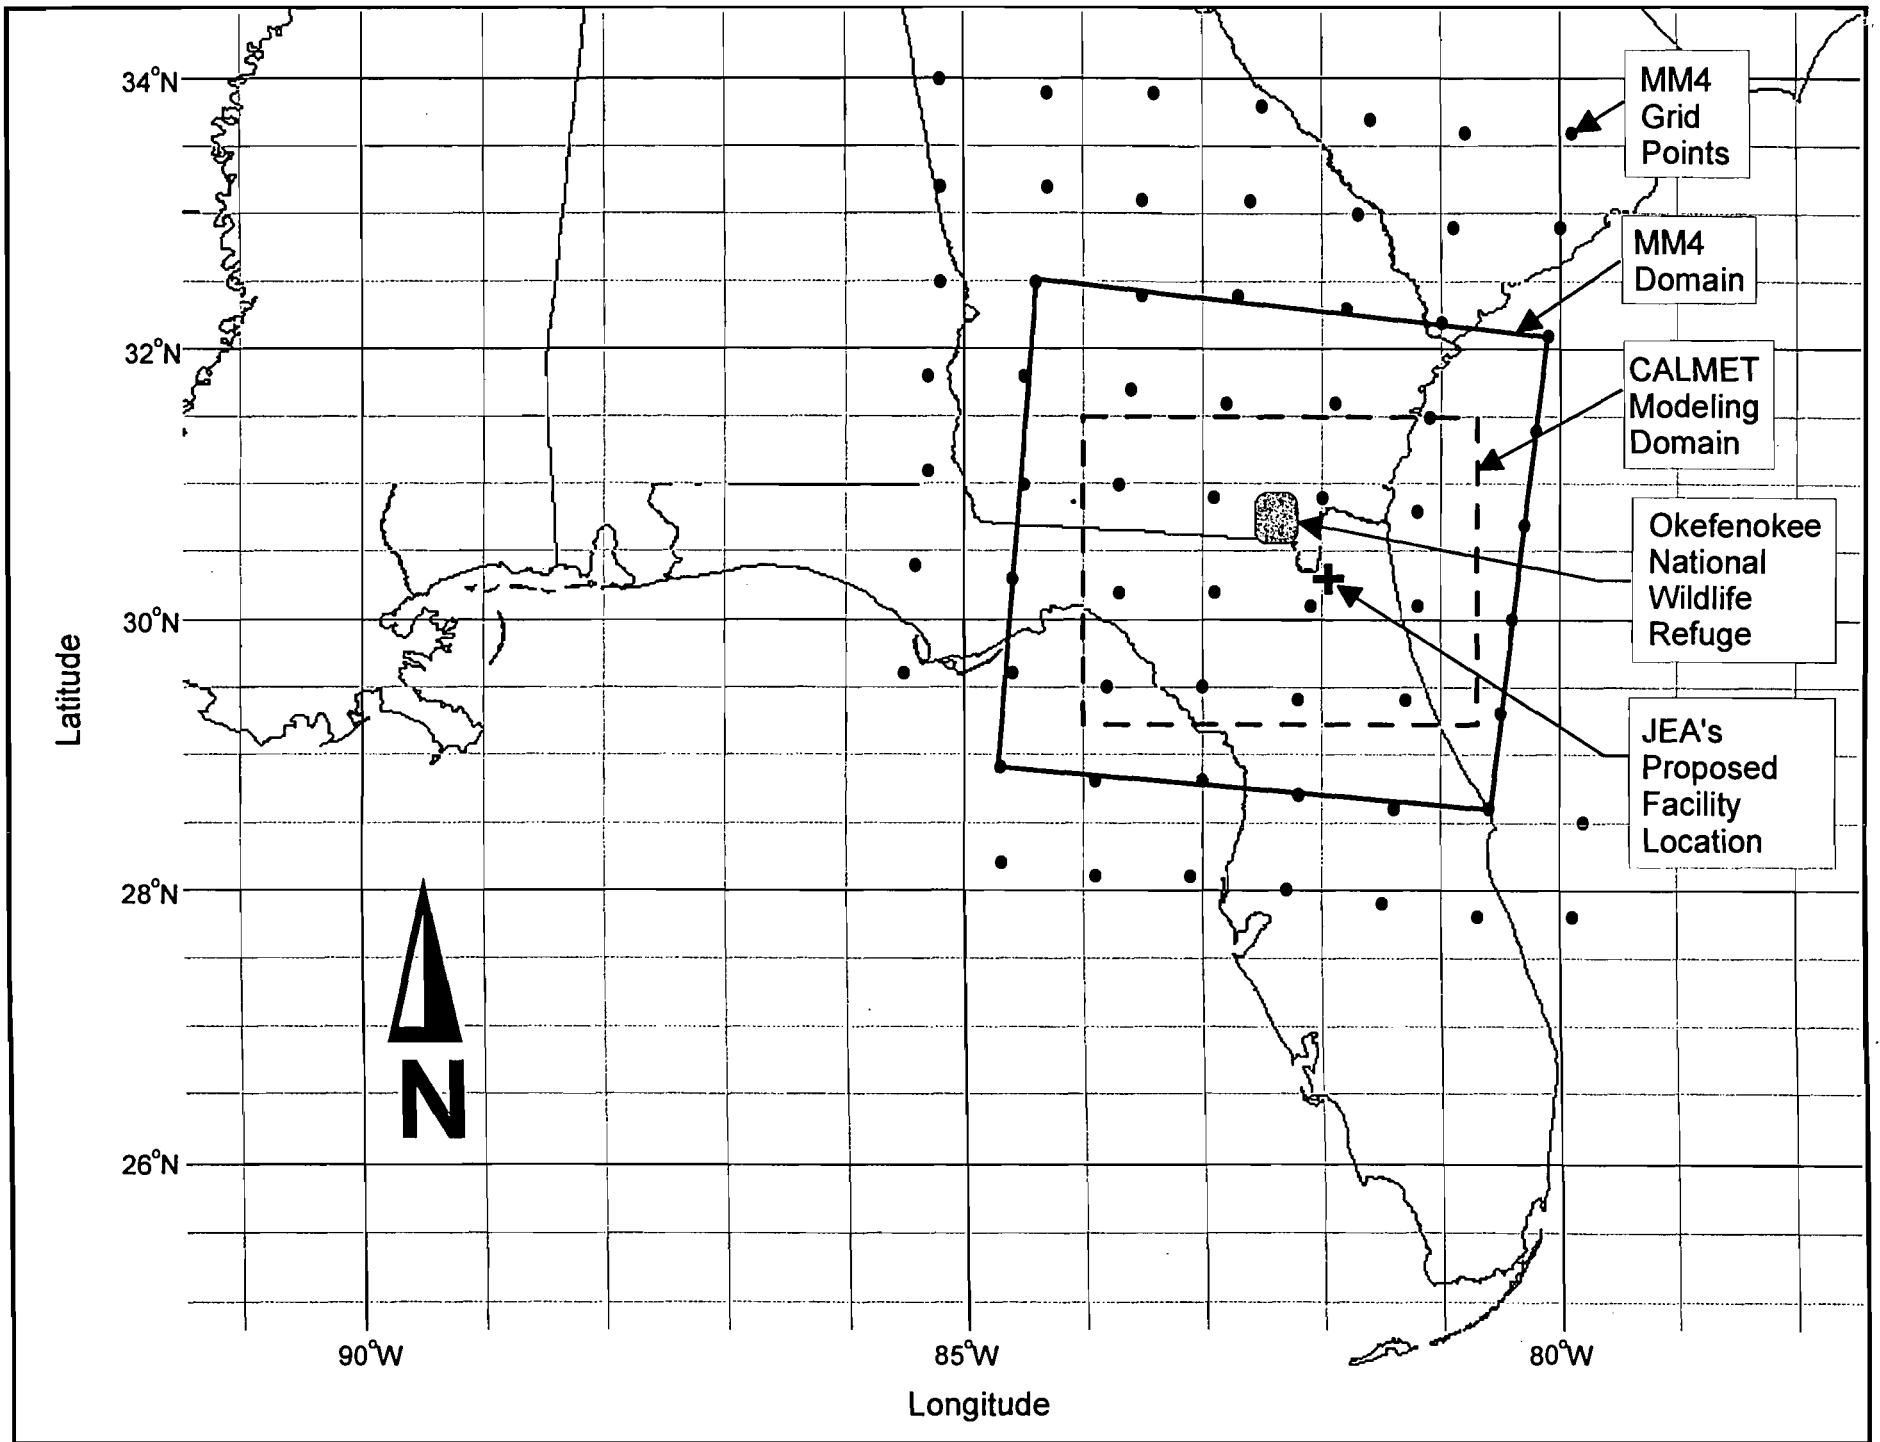 34°N
32°N
30°N
28°N
26°N
Latitude
90°W
85°W
80°W
Longitude
N
MM4
Grid
Points
MM4
Domain
CALMET
Modeling
Domain
Okefenokee
National
Wildlife
Refuge
JEA's
Proposed
Facility
Location